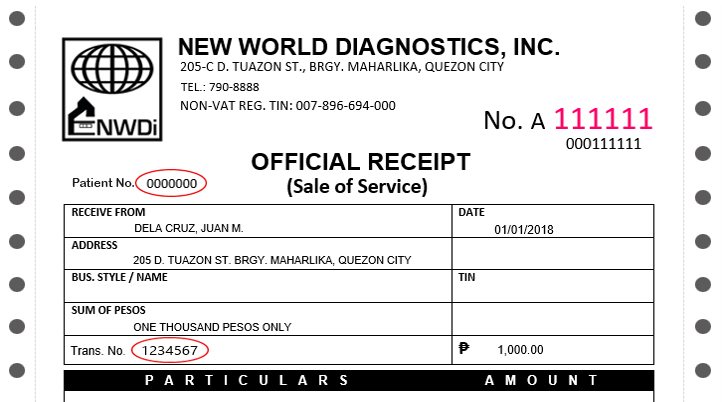 NEW WORLD DIAGNOSTICS, INC.
205-C D. TUAZON ST., BRGY. MAHARLIKA, QUEZON CITY
TEL.: 790-8888
NON-VAT REG. TIN: 007-896-694-000
NWDi
No. A 111111
000111111
OFFICIAL RECEIPT
(Sale of Service)
Patient No. 0000000
RECEIVE FROM DATE
DELA CRUZ, JUAN M. 01/01/2018
ADDRESS
205 D. TUAZON ST. BRGY. MAHARLIKA, QUEZON CITY
BUS. STYLE / NAME TIN
SUM OF PESOS
ONE THOUSAND PESOS ONLY
Trans. No. 1234567 ₱ 1,000.00
PARTICULARS AMOUNT